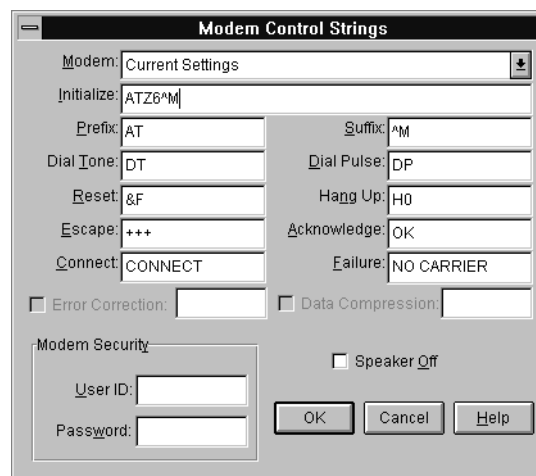 Modem Control Strings
Modem: Current Settings
Initialize: ATZ6^M
Prefix: AT Suffix: ^M
Dial Tone: DT Dial Pulse: DP
Reset: &F Hang Up: H0
Escape: +++ Acknowledge: OK
Connect: CONNECT Failure: NO CARRIER
Error Correction: Data Compression:
Modem Security
Speaker Off
User ID:
OK Cancel Help
Password: